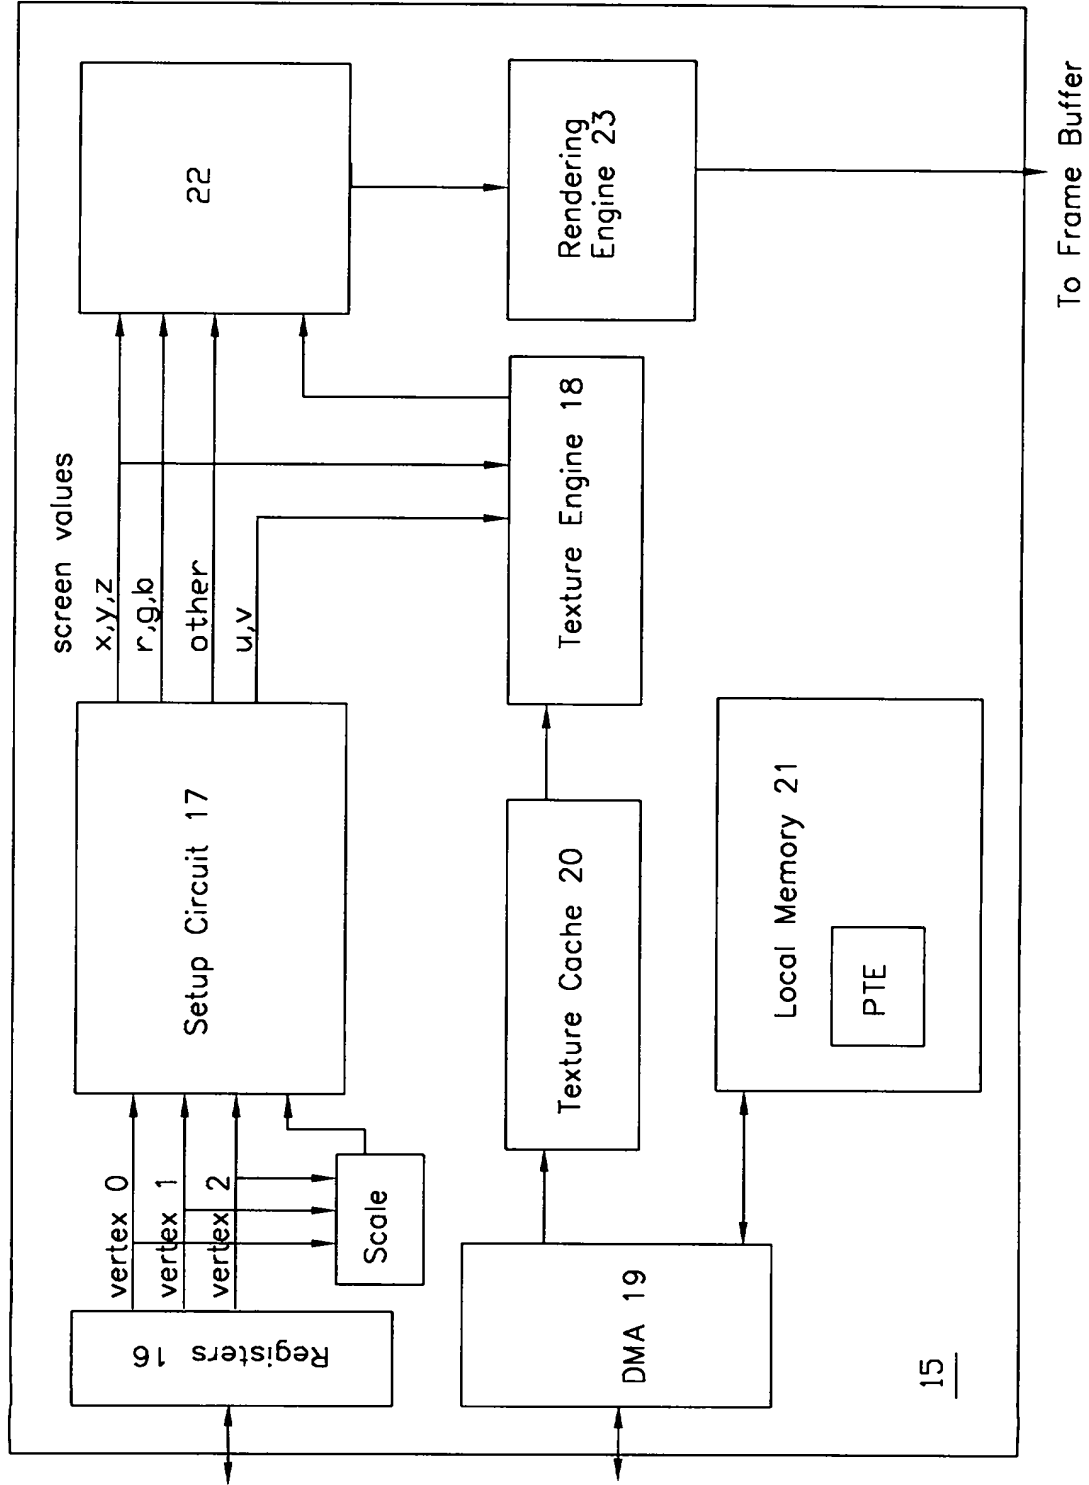 screen values
x,y,z
r,g,b
other
u,v
vertex 0
vertex 1
vertex 2
Registers 16
Setup Circuit 17
22
Scale
DMA 19
Texture Cache 20
Texture Engine 18
Rendering
Engine 23
Local Memory 21
PTE
15
To Frame Buffer